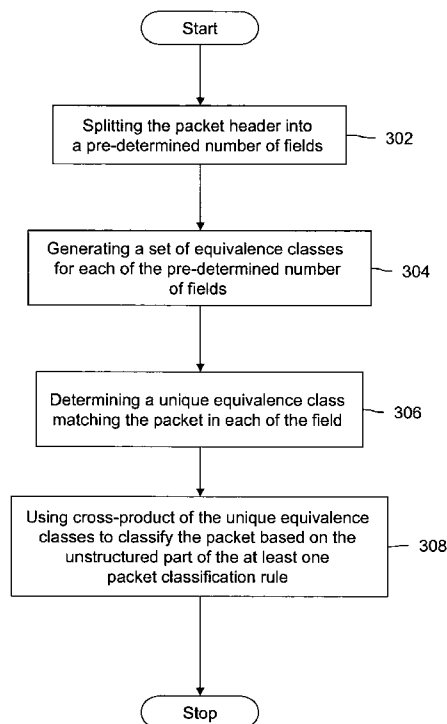 Start
Splitting the packet header into
a pre-determined number of fields
302
Generating a set of equivalence classes
for each of the pre-determined number
of fields
304
Determining a unique equivalence class
matching the packet in each of the field
306
Using cross-product of the unique equivalence
classes to classify the packet based on the
unstructured part of the at least one
packet classification rule
308
Stop